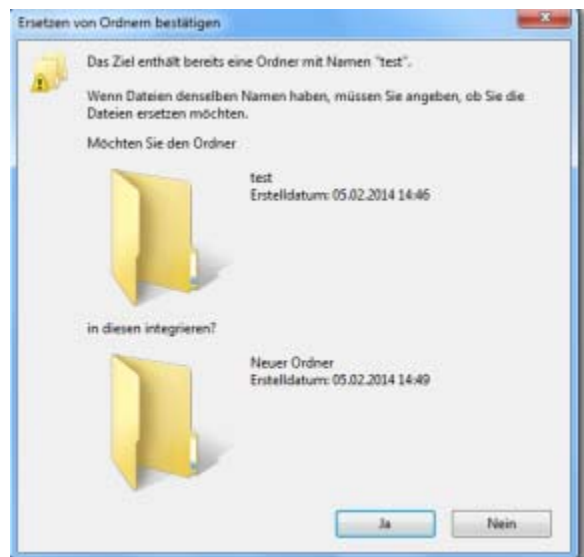 Ersetzen von Ordnern bestätigen
Das Ziel enthält bereits eine Ordner mit Namen "test".
Wenn Dateien denselben Namen haben, müssen Sie angeben, ob Sie die
Dateien ersetzen möchten.
Möchten Sie den Ordner
test
Erstelldatum: 05.02.2014 14:46
in diesen integrieren?
Neuer Ordner
Erstelldatum: 05.02.2014 14:49
Ja
Nein